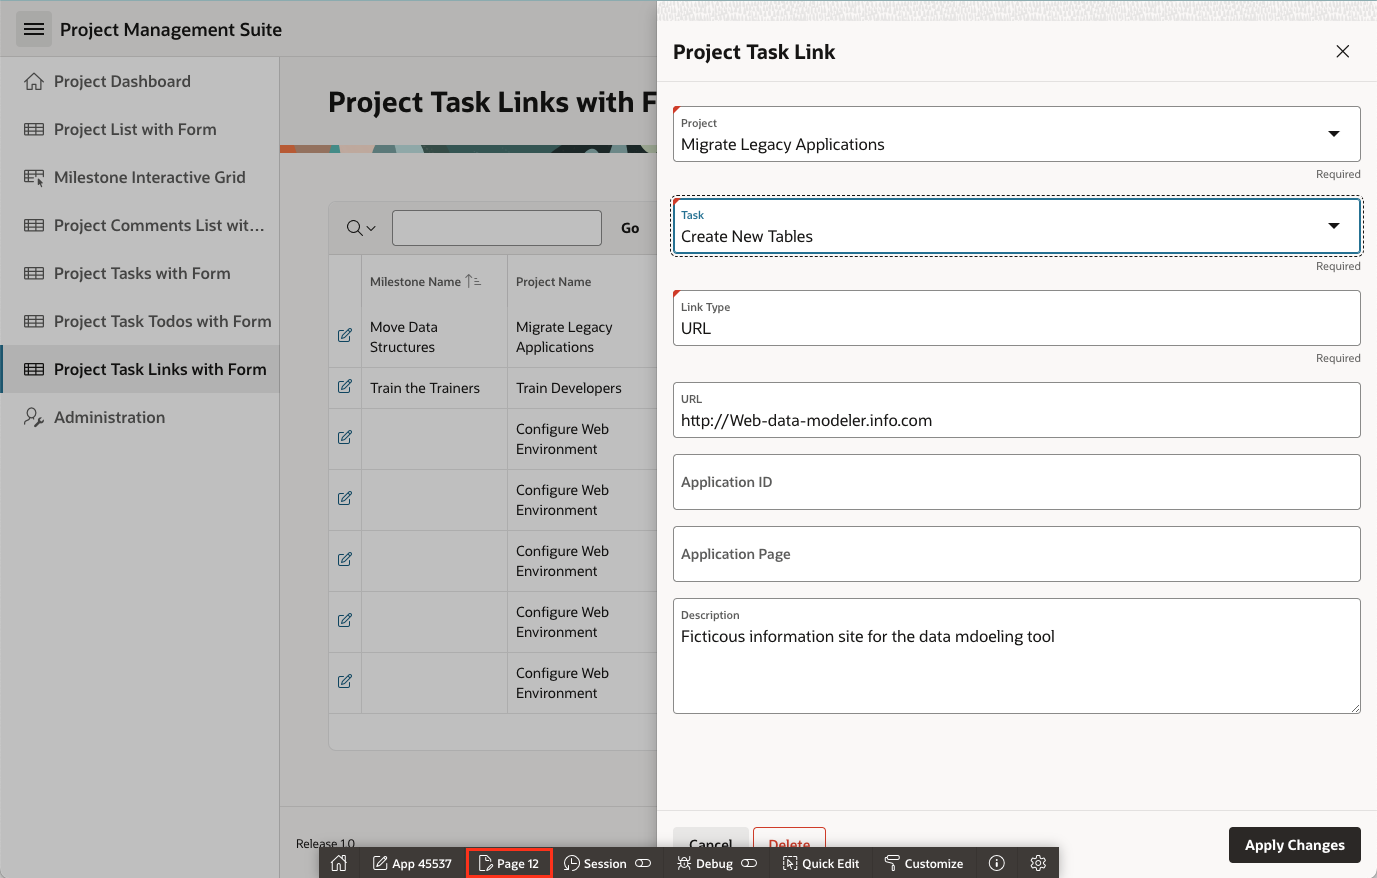 Project Management Suite
Project Dashboard
Project List with Form
Milestone Interactive Grid
Project Comments List wit...
Project Tasks with Form
Project Task Todos with Form
Project Task Links with Form
Administration
Project Task Links with F
Go
Milestone Name
Project Name
Move Data
Structures
Migrate Legacy
Applications
Train the Trainers
Train Developers
Configure Web
Environment
Configure Web
Environment
Configure Web
Environment
Configure Web
Environment
Configure Web
Environment
Release 1.0
Project Task Link
Project
Migrate Legacy Applications
Required
Task
Create New Tables
Required
Link Type
URL
Required
URL
http://Web-data-modeler.info.com
Application ID
Application Page
Description
Ficticous information site for the data mdoeling tool
Cancel
Delete
Apply Changes
App 45537
Page 12
Session
Debug
Quick Edit
Customize